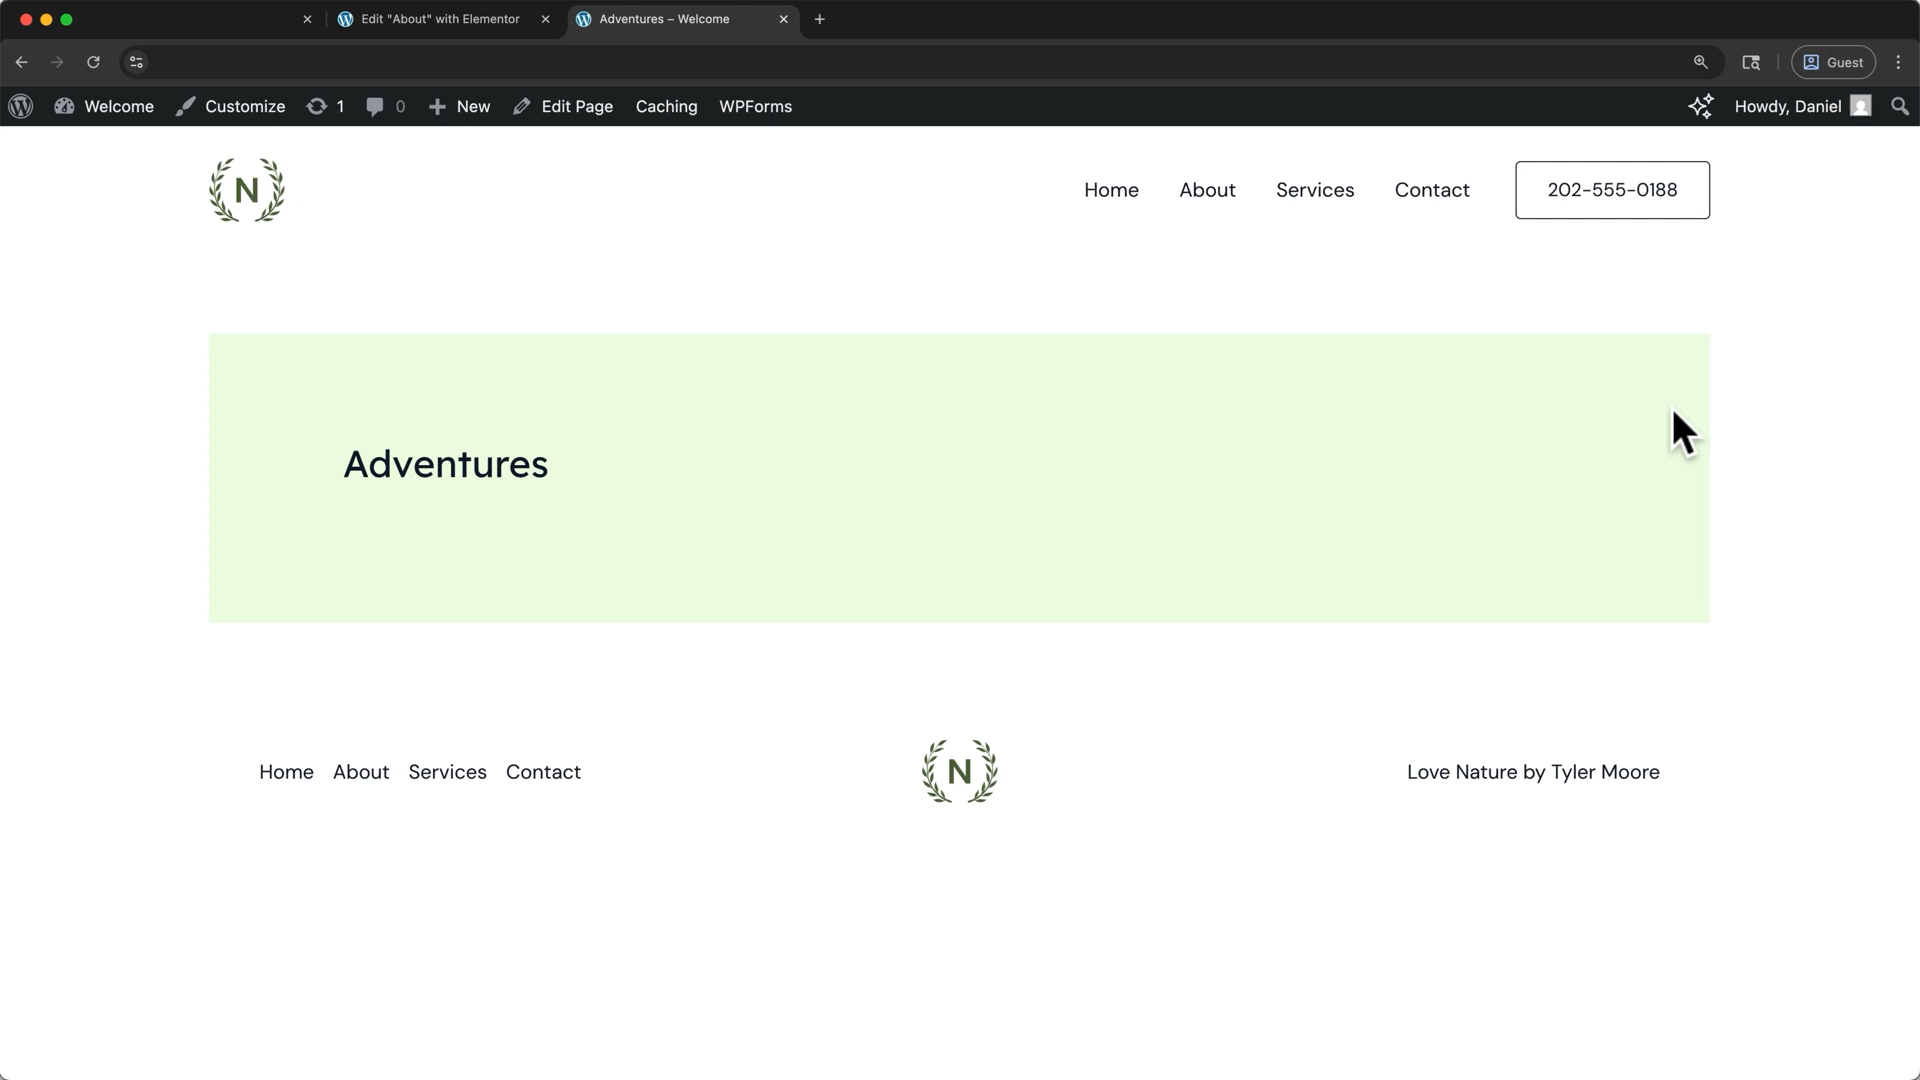 Edit "About" with Elementor
Adventures – Welcome
Guest
Welcome Customize 1 0 New Edit Page Caching WPForms Howdy, Daniel
N
Home About Services Contact 202-555-0188
Adventures
Home About Services Contact
N
Love Nature by Tyler Moore